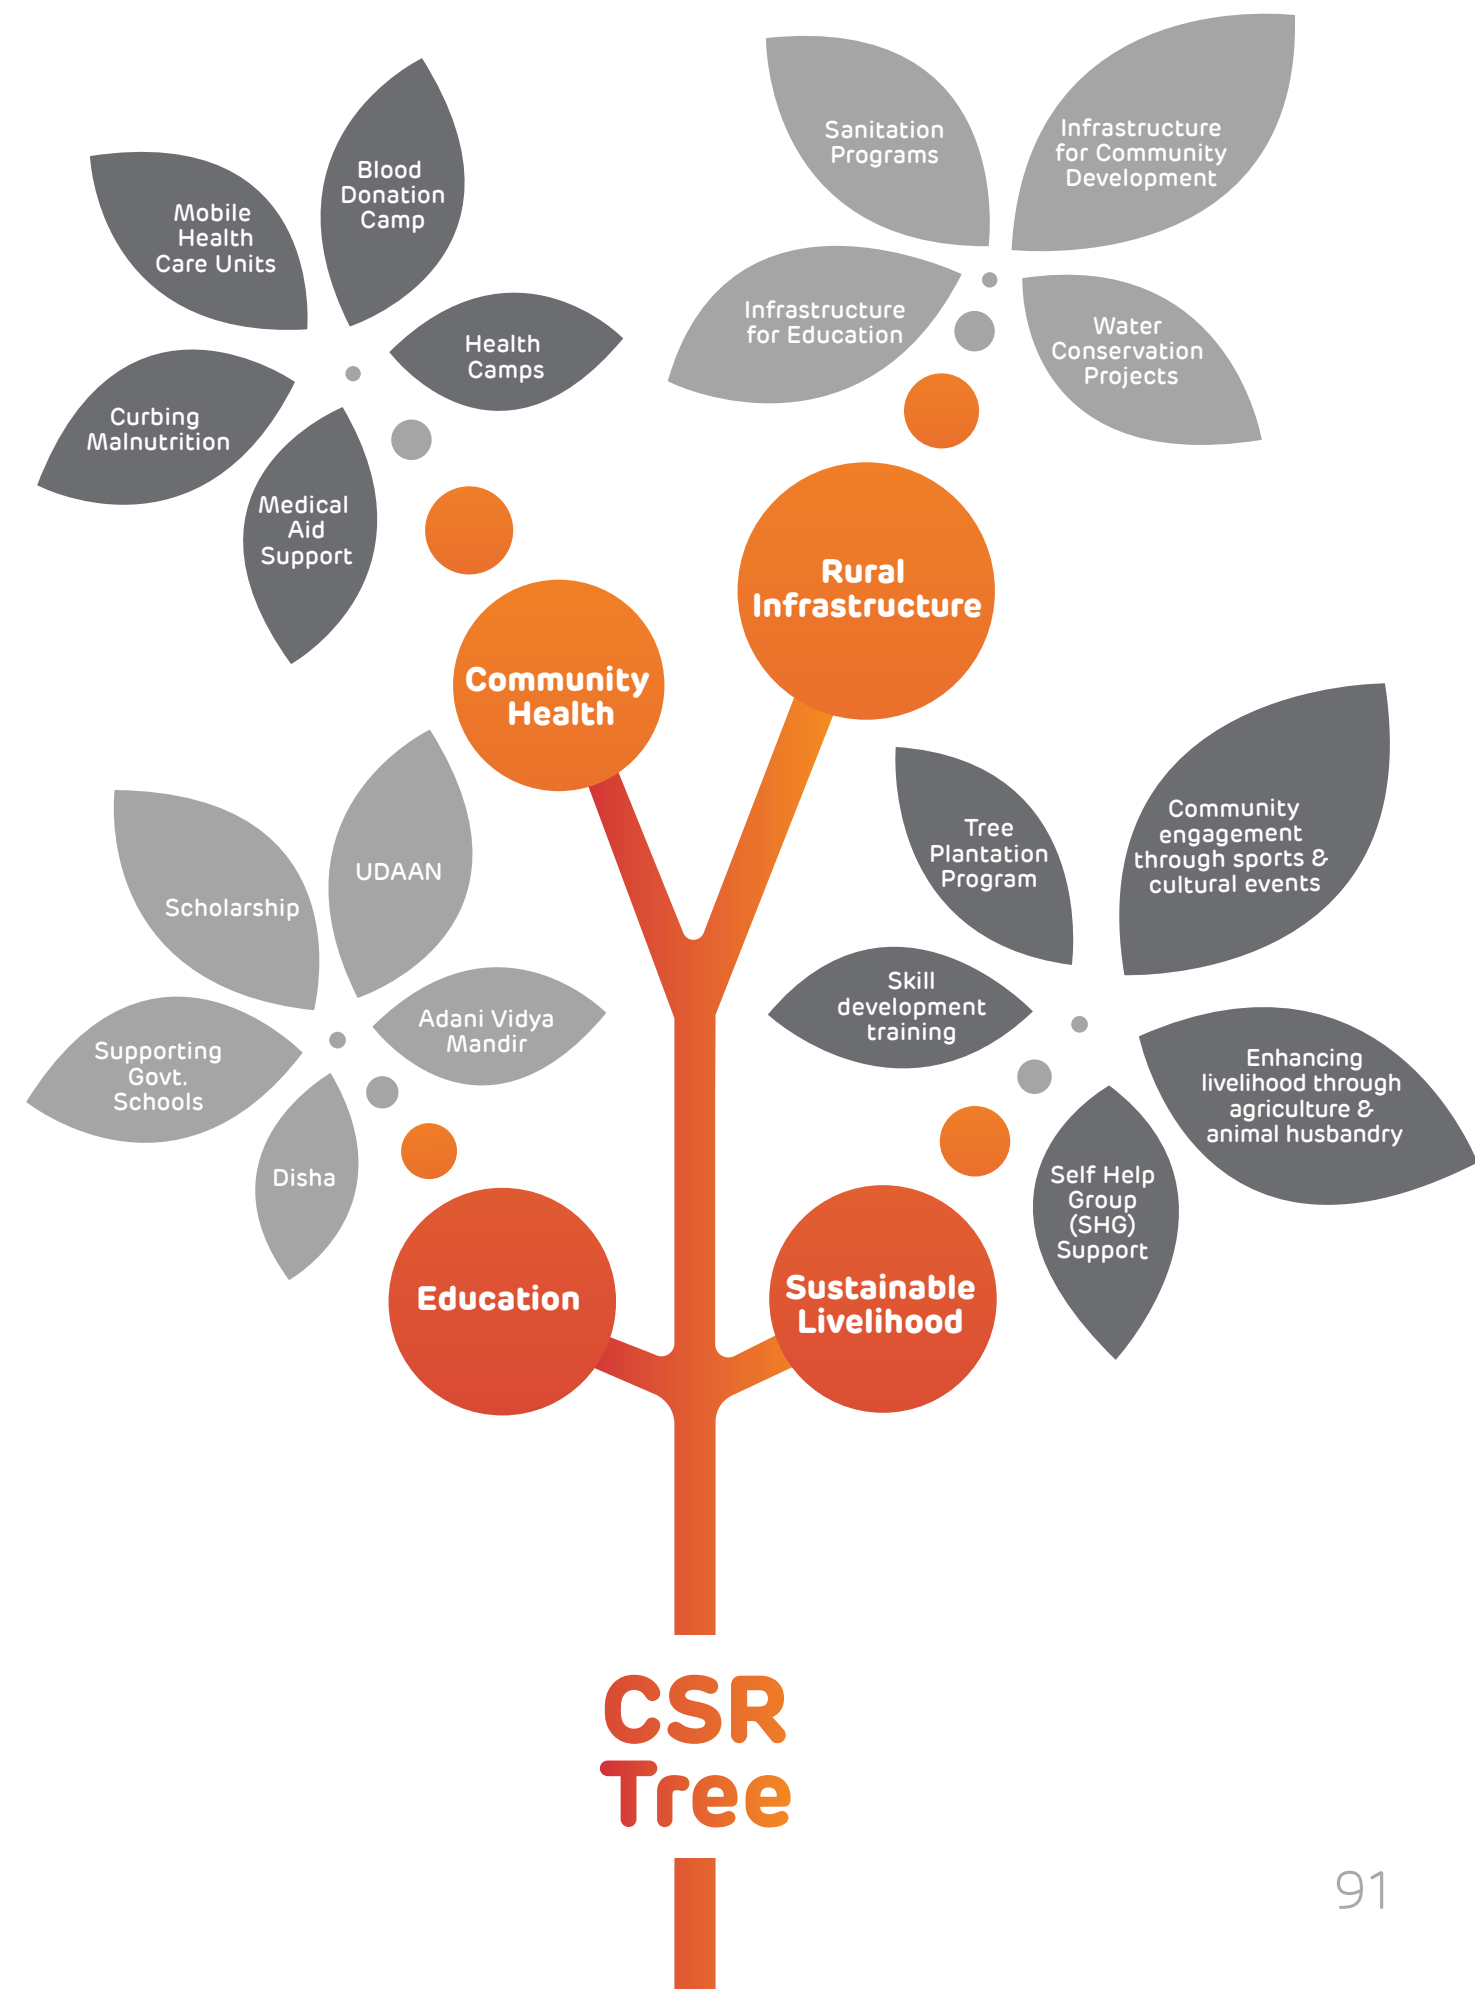 Blood
Donation
Camp
Mobile
Health
Care Units
Health
Camps
Curbing
Malnutrition
Medical
Aid
Support
Community
Health
Sanitation
Programs
Infrastructure
for Community
Development
Infrastructure
for Education
Water
Conservation
Projects
Rural
Infrastructure
UDAAN
Scholarship
Adani Vidya
Mandir
Supporting
Govt.
Schools
Disha
Education
Tree
Plantation
Program
Community
engagement
through sports &
cultural events
Skill
development
training
Enhancing
livelihood through
agriculture &
animal husbandry
Self Help
Group
(SHG)
Support
Sustainable
Livelihood
CSR
Tree
91